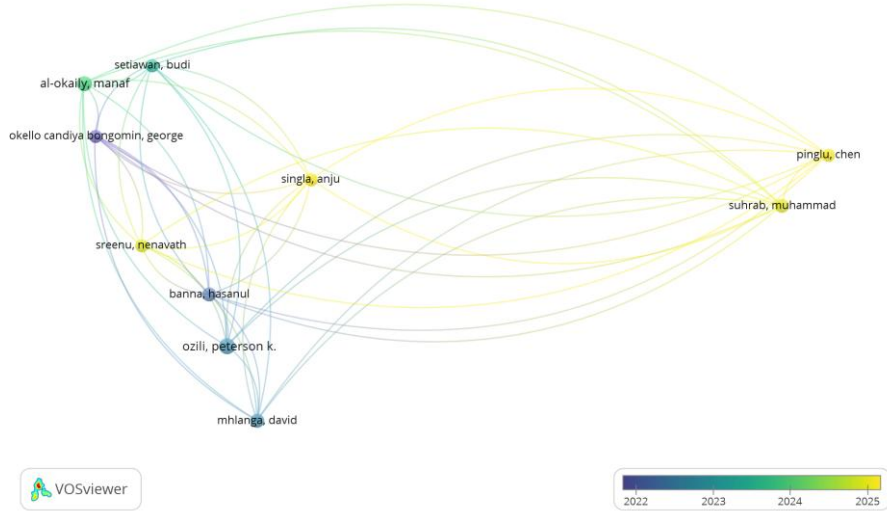 setiawan, budi
al-okaily, manaf
okello candiya bongomin, george
pinglu, chen
singla, anju
suhrab, muhammad
sreenu, nenavath
banna, hasanul
ozili, peterson k.
mhlanga, david
VOSviewer
2022 2023 2024 2025